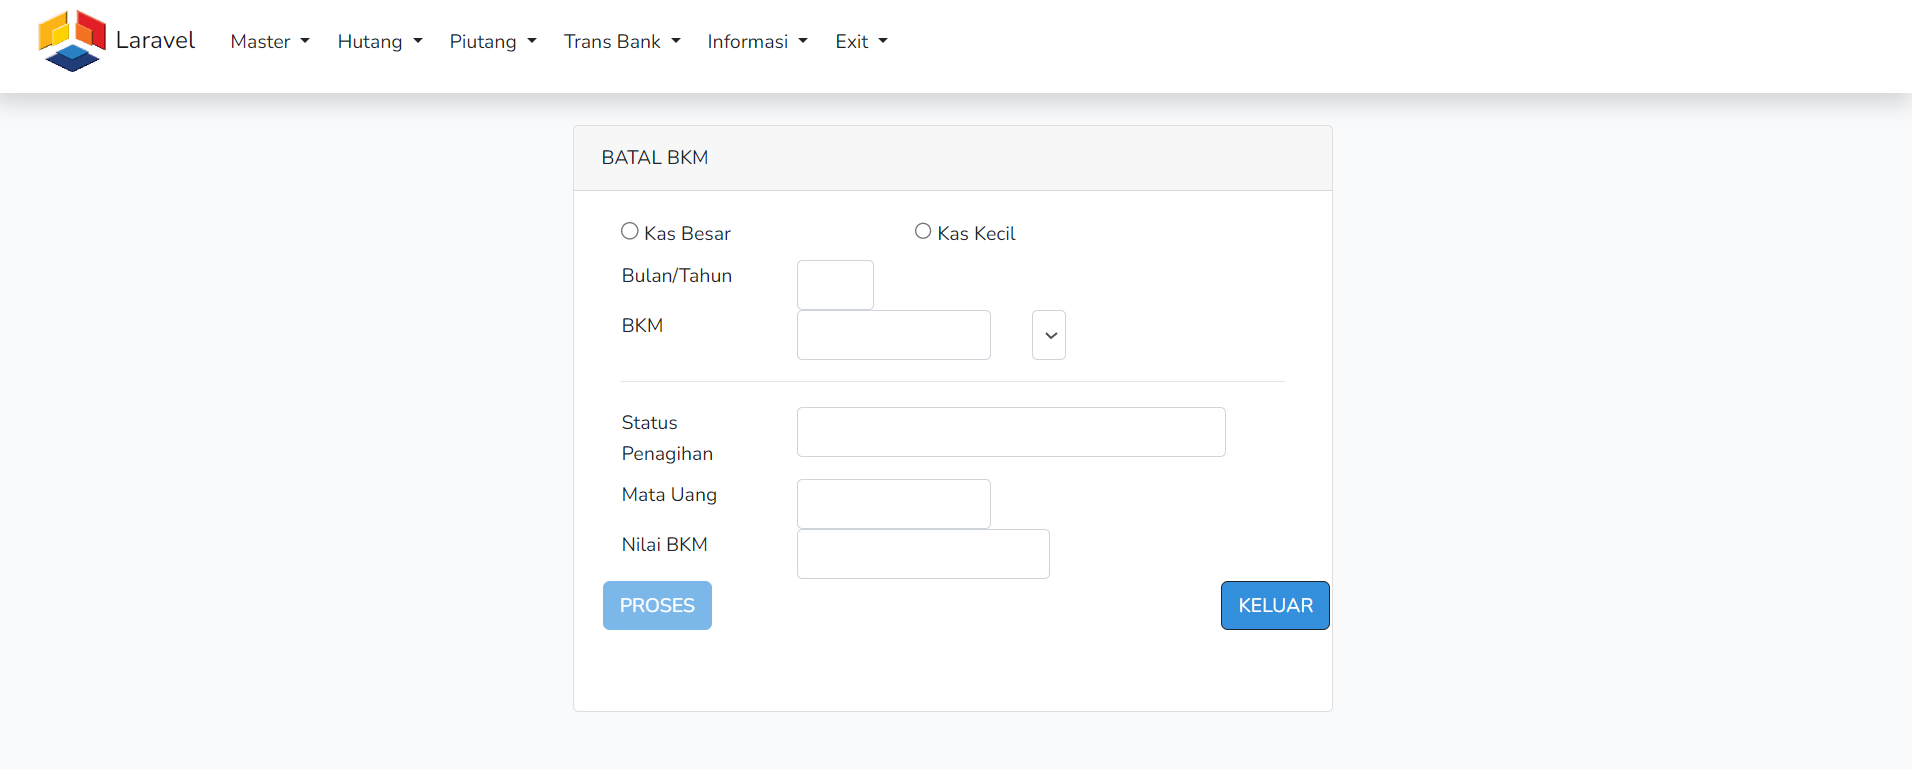 Laravel Master Hutang Piutang Trans Bank Informasi Exit
BATAL BKM
Kas Besar Kas Kecil
Bulan/Tahun
BKM
Status
Penagihan
Mata Uang
Nilai BKM
PROSES KELUAR